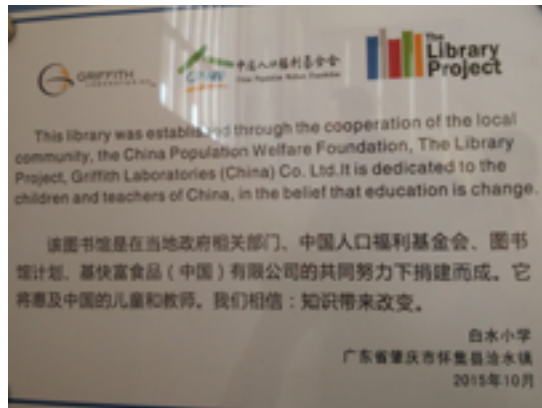 GRIFFITH
LABORATORIES
中国人口福利基金会
China Population Welfare Foundation
The
Library
Project
This library was established through the cooperation of the local
community, the China Population Welfare Foundation, The Library
Project, Griffith Laboratories (China) Co. Ltd.It is dedicated to the
children and teachers of China, in the belief that education is change.
该图书馆是在当地政府相关部门、中国人口福利基金会、图书
馆计划、基快富食品（中国）有限公司的共同努力下捐建而成。它
将惠及中国的儿童和教师。我们相信：知识带来改变。
白水小学
广东省肇庆市怀集县洽水镇
2015年10月